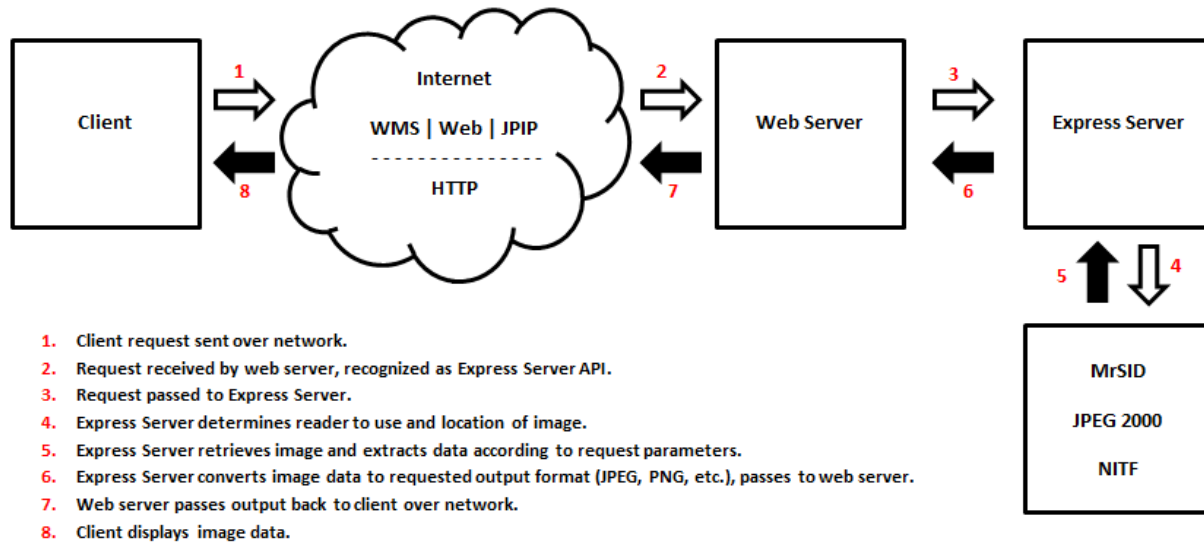 1
2
3
Internet
Client
WMS | Web | JPIP
Web Server
Express Server
- - - - - - - - - - - - - - -
HTTP
8
7
6
5
4
1. Client request sent over network.
2. Request received by web server, recognized as Express Server API.
3. Request passed to Express Server.
4. Express Server determines reader to use and location of image.
5. Express Server retrieves image and extracts data according to request parameters.
6. Express Server converts image data to requested output format (JPEG, PNG, etc.), passes to web server.
7. Web server passes output back to client over network.
8. Client displays image data.
MrSID
JPEG 2000
NITF